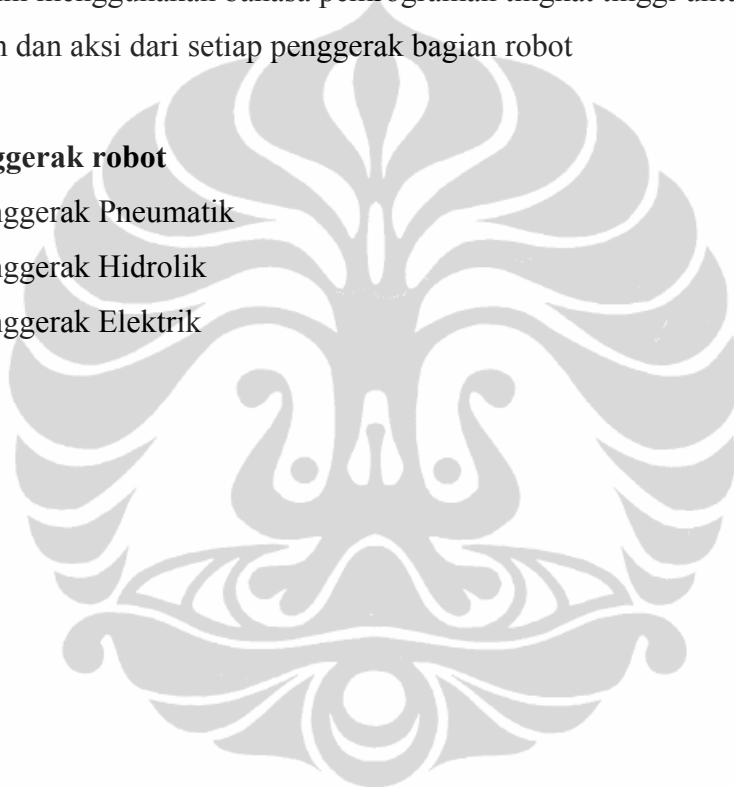 menggunakan bahasa pemrograman tingkat tinggi
dan aksi dari setiap penggerak bagian robot
ggerak robot
nggerak Pneumatik
nggerak Hidrolik
nggerak Elektrik